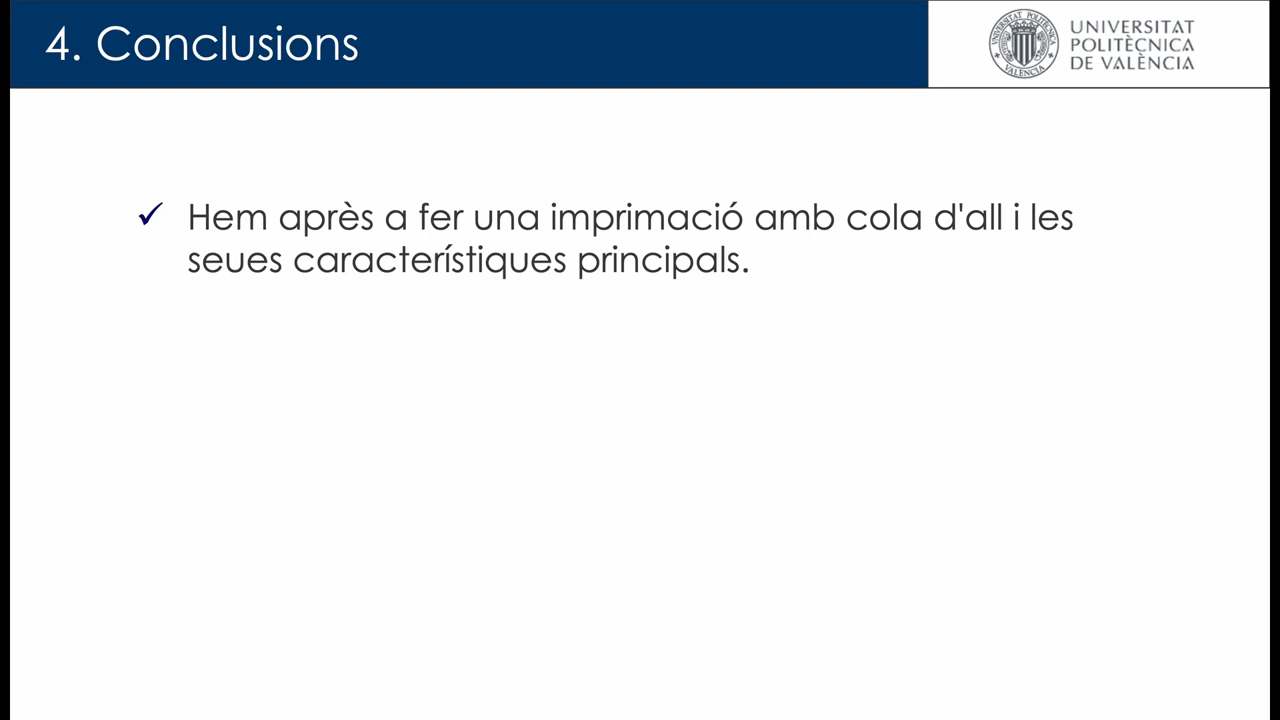 4. Conclusions
UNIVERSITAT
POLITÈCNICA
DE VALÈNCIA
✓ Hem après a fer una imprimació amb cola d'all i les
seues característiques principals.